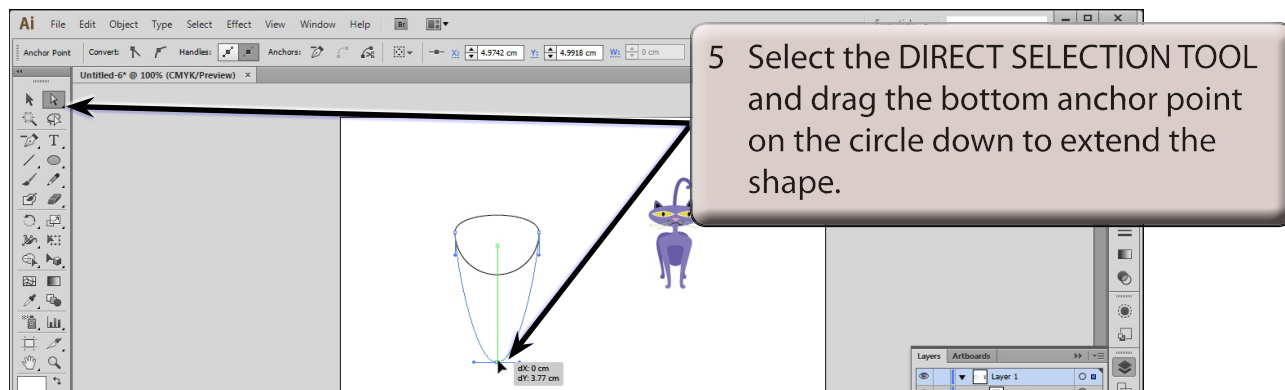 Ai File Edit Object Type Select Effect View Window Help Br
Anchor Point Convert: Handles: Anchors: X: 4.9742 cm Y: 4.9918 cm W: 0 cm
Untitled-6* @ 100% (CMYK/Preview) ×
5 Select the DIRECT SELECTION TOOL
and drag the bottom anchor point
on the circle down to extend the
shape.
dX: 0 cm
dY: 3.77 cm
Layers Artboards
Layer 1